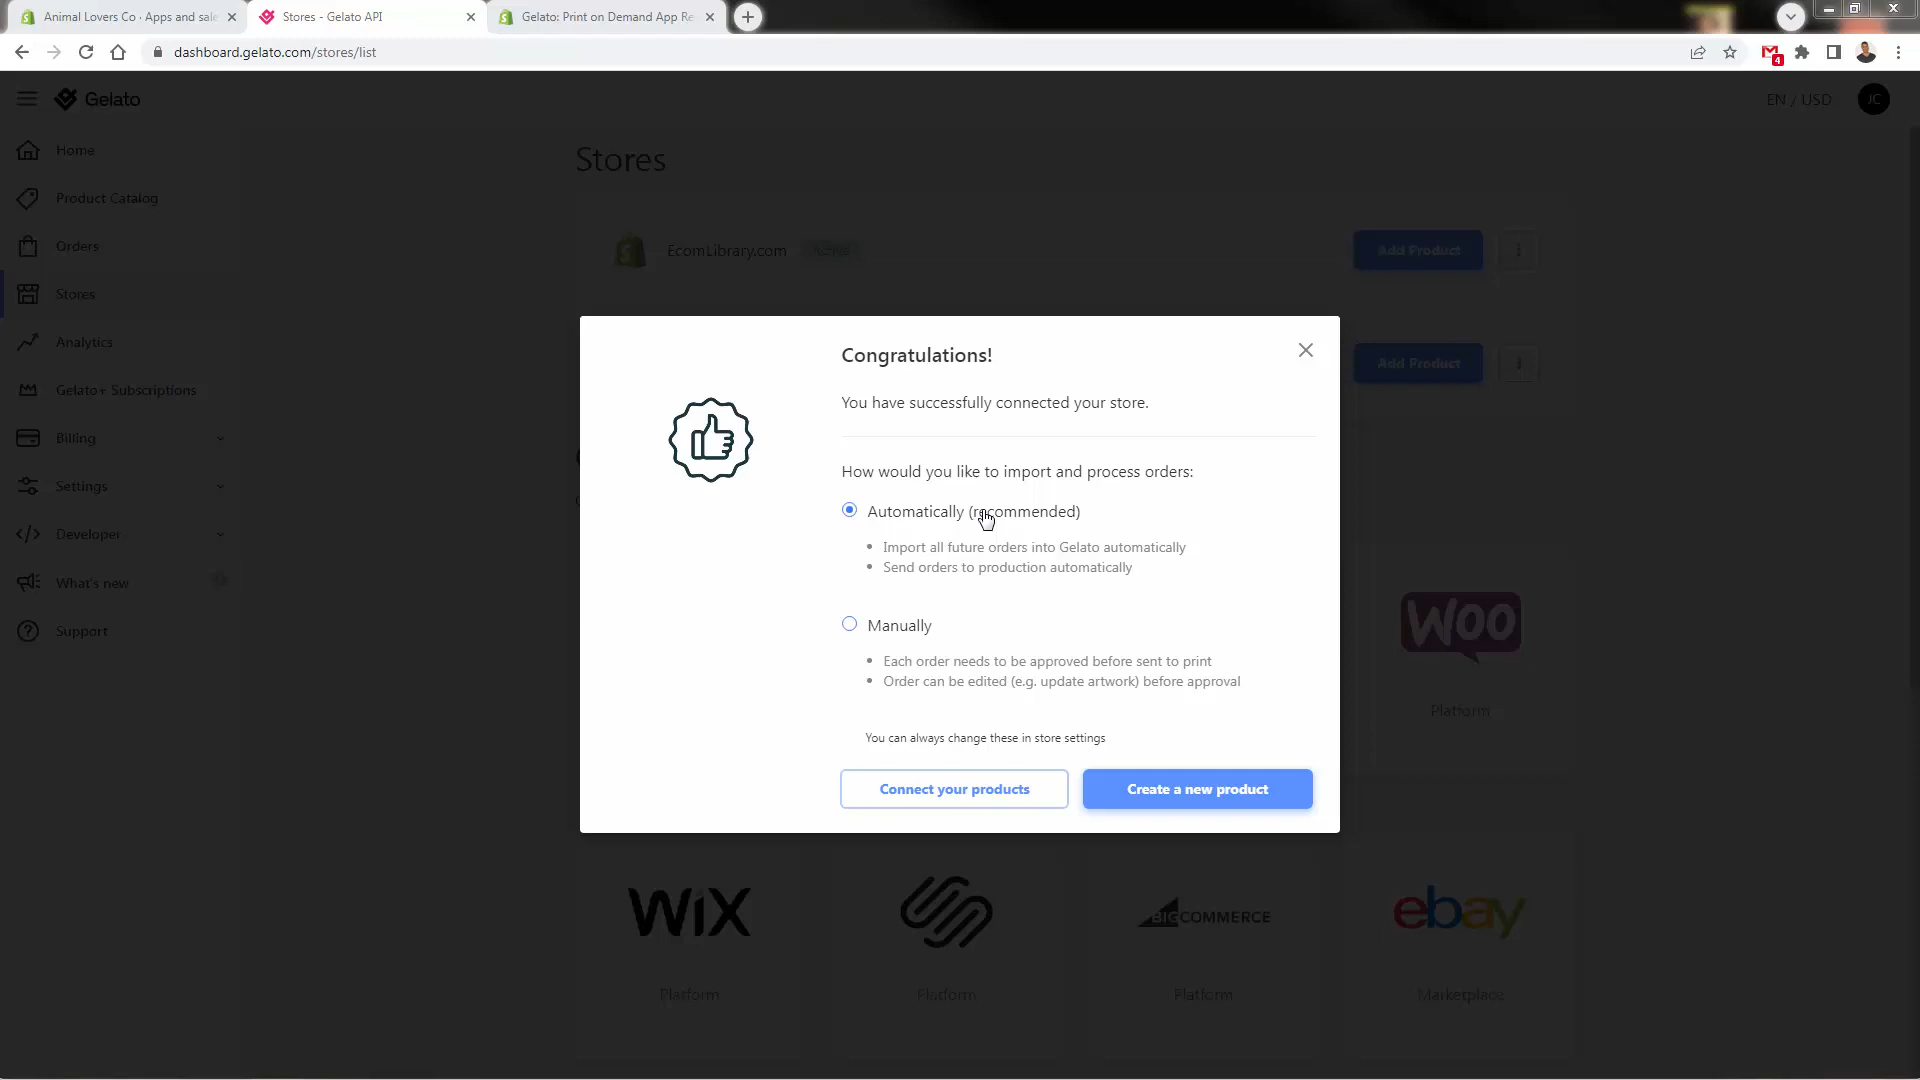 Animal Lovers Co · Apps and sale
Stores - Gelato API
Gelato: Print on Demand App Re
dashboard.gelato.com/stores/list
4
Gelato
EN / USD
JC
Home
Product Catalog
Orders
Stores
Analytics
Gelato+ Subscriptions
Billing
Settings
Developer
What's new
Support
Stores
EcomLibrary.com
Active
Add Product
Add Product
Congratulations!
You have successfully connected your store.
How would you like to import and process orders:
Automatically (recommended)
• Import all future orders into Gelato automatically
• Send orders to production automatically
Manually
• Each order needs to be approved before sent to print
• Order can be edited (e.g. update artwork) before approval
You can always change these in store settings
Connect your products
Create a new product
WOO
Platform
WiX
Platform
Platform
BIGCOMMERCE
Platform
ebay
Marketplace